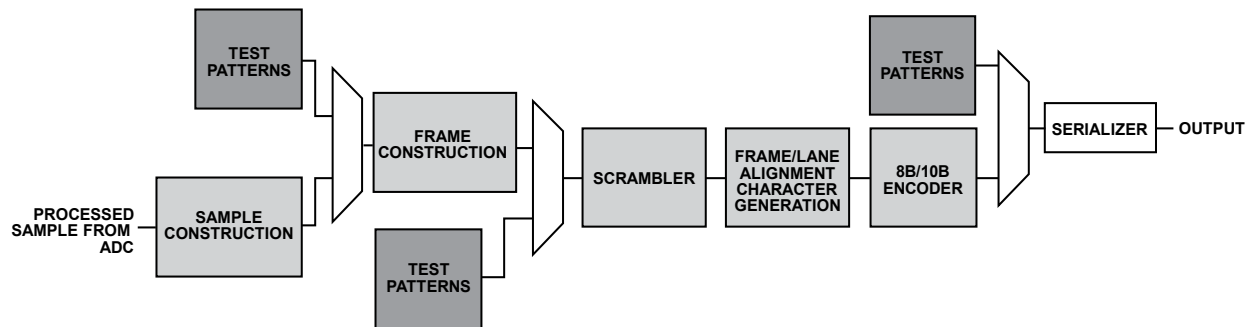 TEST
PATTERNS
TEST
PATTERNS
FRAME
CONSTRUCTION
SCRAMBLER
FRAME/LANE
ALIGNMENT
CHARACTER
GENERATION
8B/10B
ENCODER
SERIALIZER
OUTPUT
PROCESSED
SAMPLE FROM
ADC
SAMPLE
CONSTRUCTION
TEST
PATTERNS